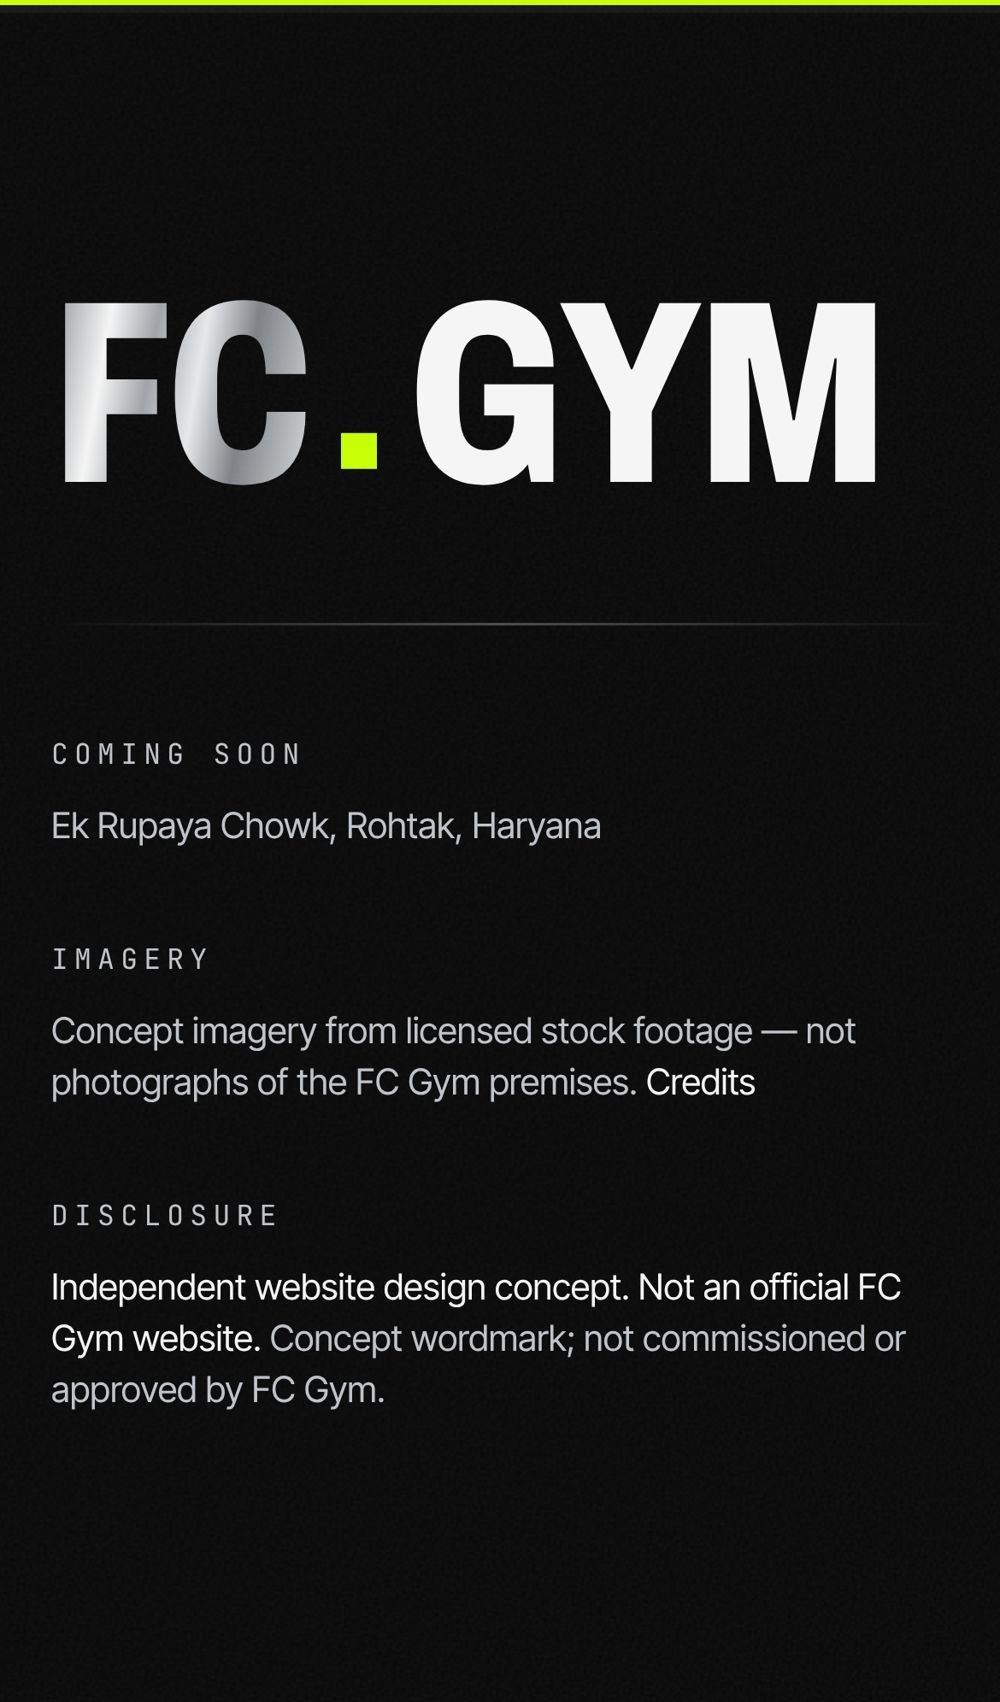 FC.GYM
COMING SOON
Ek Rupaya Chowk, Rohtak, Haryana
IMAGERY
Concept imagery from licensed stock footage — not
photographs of the FC Gym premises. Credits
DISCLOSURE
Independent website design concept. Not an official FC
Gym website. Concept wordmark; not commissioned or
approved by FC Gym.